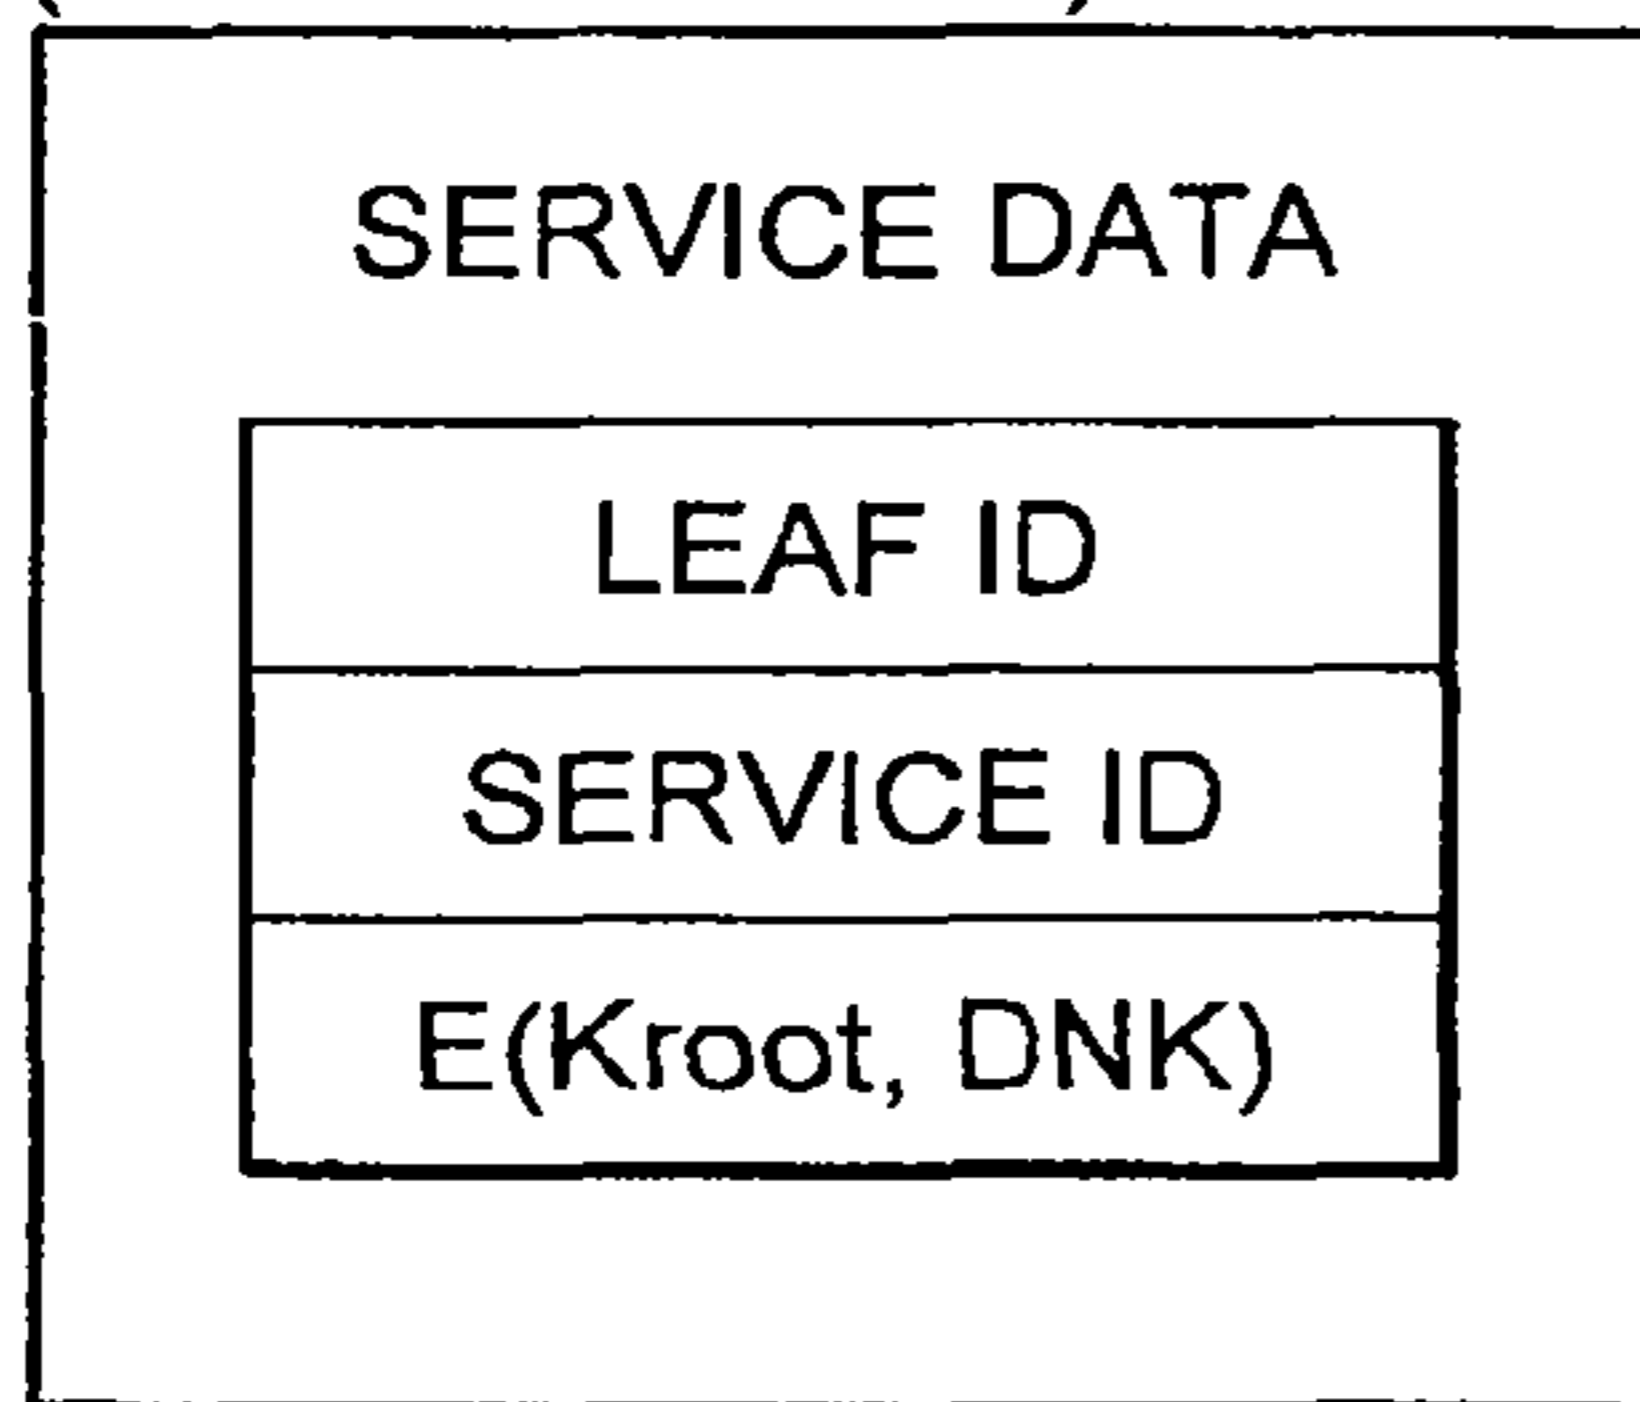 SERVICE DATA
LEAF ID
SERVICE ID
E(Kroot, DNK)